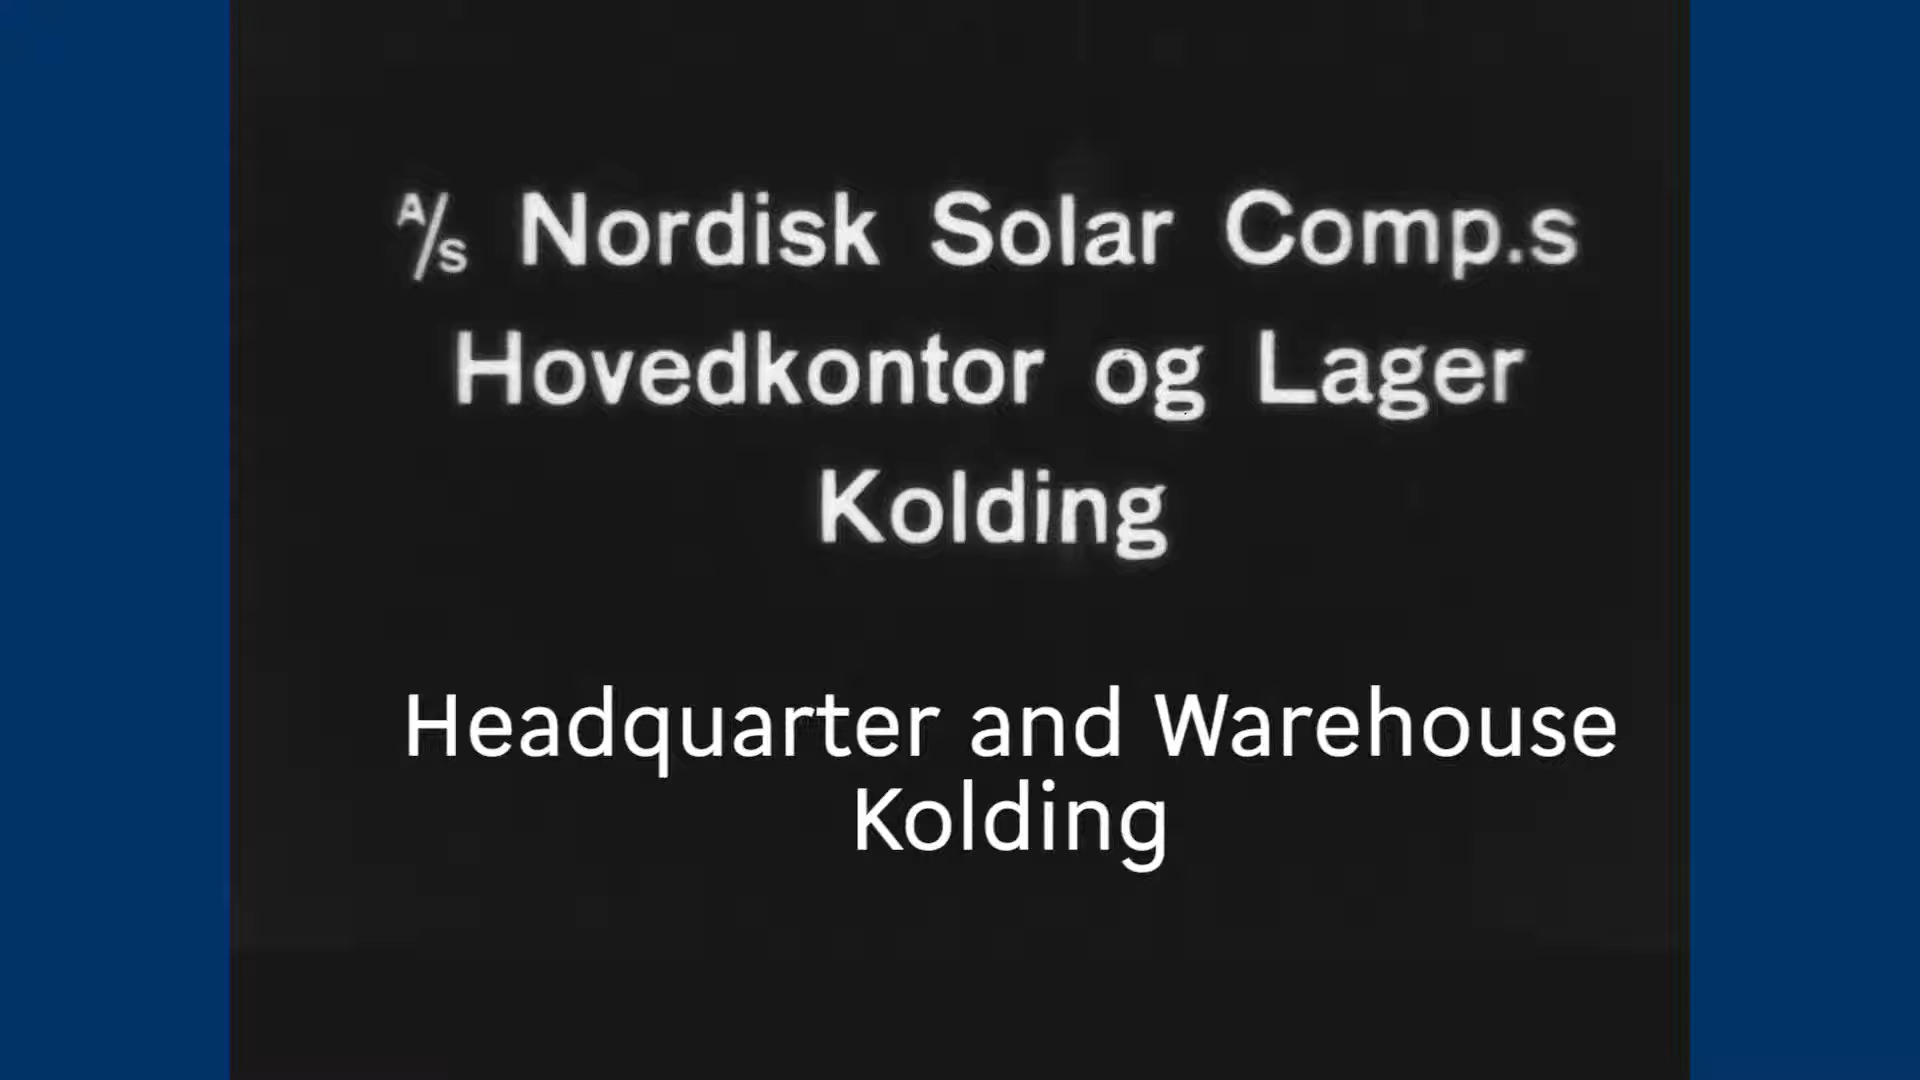 A/s Nordisk Solar Comp.s
Hovedkontor og Lager
Kolding
Headquarter and Warehouse
Kolding